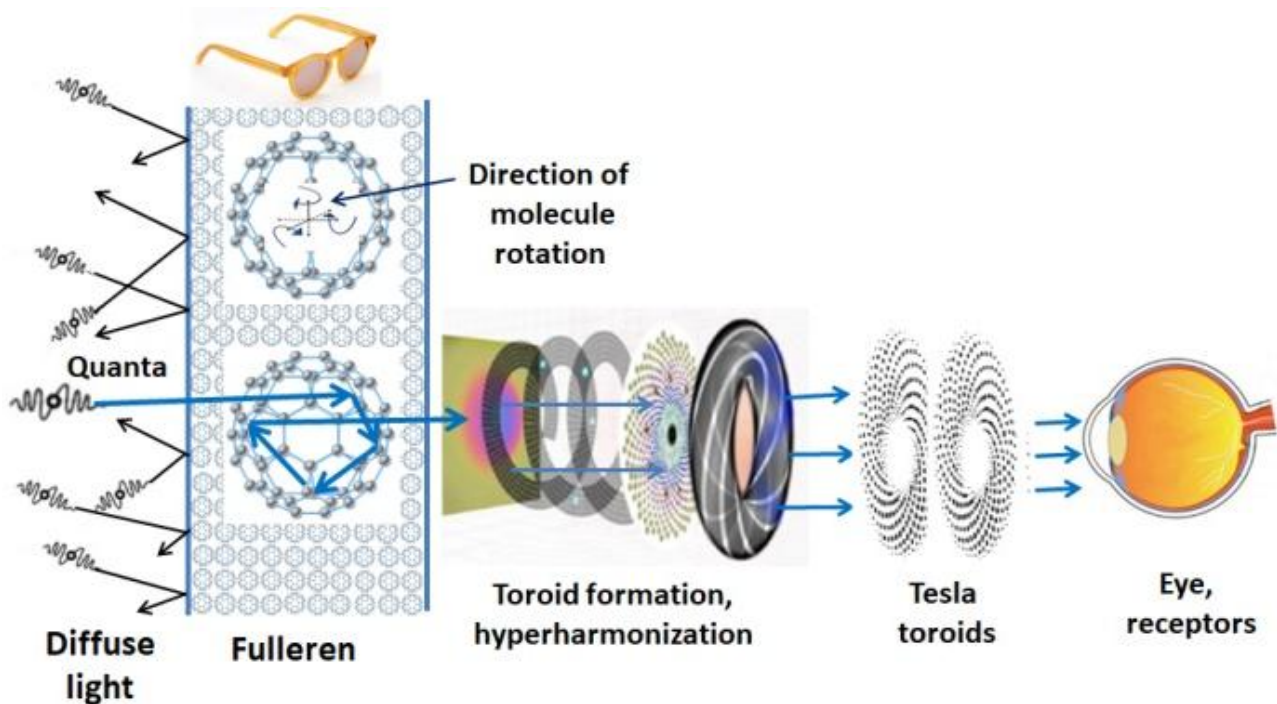 Direction of
molecule
rotation
Quanta
Toroid formation,
hyperharmonization
Tesla
toroids
Eye,
receptors
Diffuse
light
Fulleren